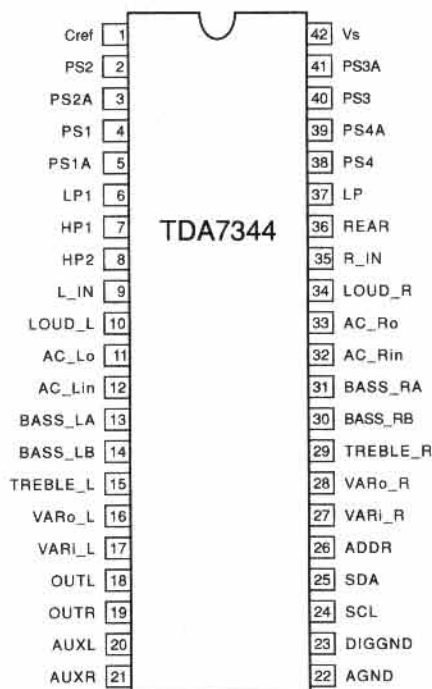 Cref 1 42 Vs
PS2 2 41 PS3A
PS2A 3 40 PS3
PS1 4 39 PS4A
PS1A 5 38 PS4
LP1 6 37 LP
HP1 7 TDA7344 36 REAR
HP2 8 35 R_IN
L_IN 9 34 LOUD_R
LOUD_L 10 33 AC_Ro
AC_Lo 11 32 AC_Rin
AC_Lin 12 31 BASS_RA
BASS_LA 13 30 BASS_RB
BASS_LB 14 29 TREBLE_R
TREBLE_L 15 28 VARo_R
VARo_L 16 27 VARi_R
VARi_L 17 26 ADDR
OUTL 18 25 SDA
OUTR 19 24 SCL
AUXL 20 23 DIGGND
AUXR 21 22 AGND